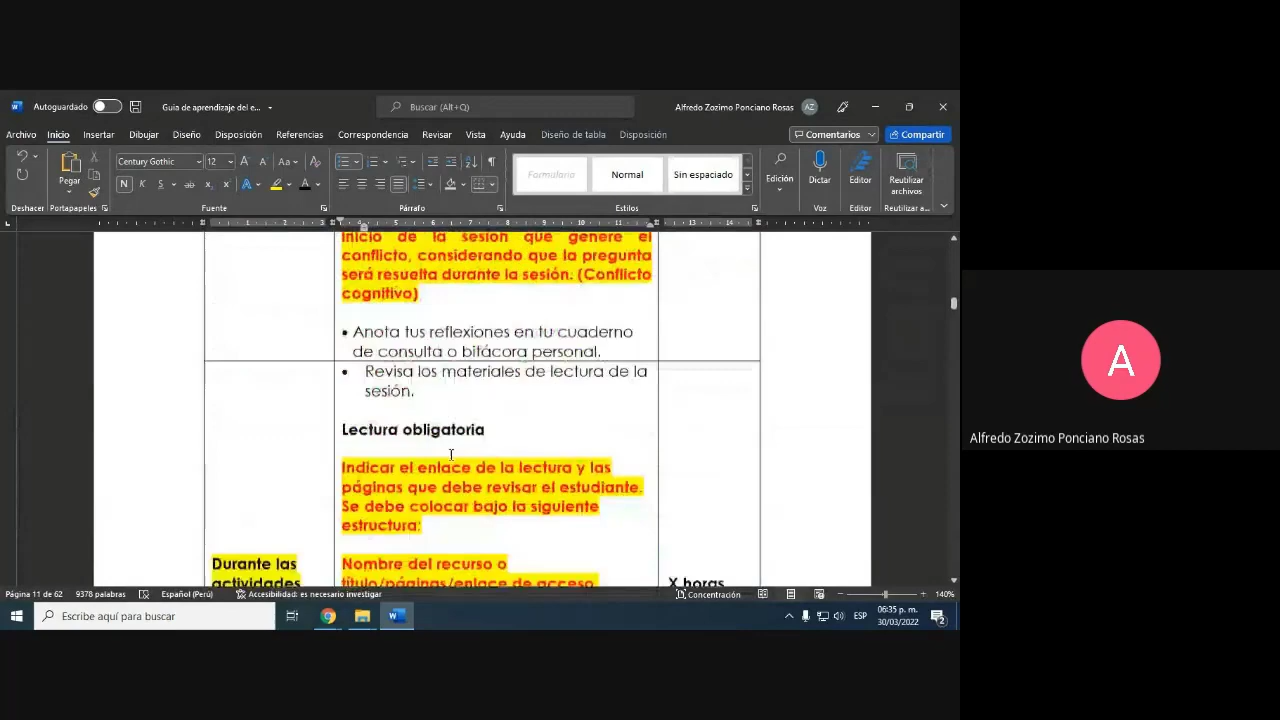 Autoguardado
Guia de aprendizaje del e...
Buscar (Alt+Q)
Alfredo Zozimo Ponciano Rosas
AZ
Archivo Inicio Insertar Dibujar Diseño Disposición Referencias Correspondencia Revisar Vista Ayuda Diseño de tabla Disposición
Comentarios
Compartir
Century Gothic 12
Pegar
Formulario
Normal
Sin espaciado
Edición
Dictar
Editor
Reutilizar archivos
Deshacer
Portapapeles
Fuente
Párrafo
Estilos
Voz
Editor
Reutilizar a...
inicio de la sesión que genere el
conflicto, considerando que la pregunta
será resuelta durante la sesión. (Conflicto
cognitivo)
• Anota tus reflexiones en tu cuaderno
de consulta o bitácora personal.
• Revisa los materiales de lectura de la
sesión.
Lectura obligatoria
Indicar el enlace de la lectura y las
páginas que debe revisar el estudiante.
Se debe colocar bajo la siguiente
estructura:
Durante las
actividades
Nombre del recurso o
título/páginas/enlace de acceso
X horas
Página 11 de 62
9378 palabras
Español (Perú)
Accesibilidad: es necesario investigar
Concentración
140%
Escribe aquí para buscar
ESP
06:35 p. m.
30/03/2022
2
A
Alfredo Zozimo Ponciano Rosas